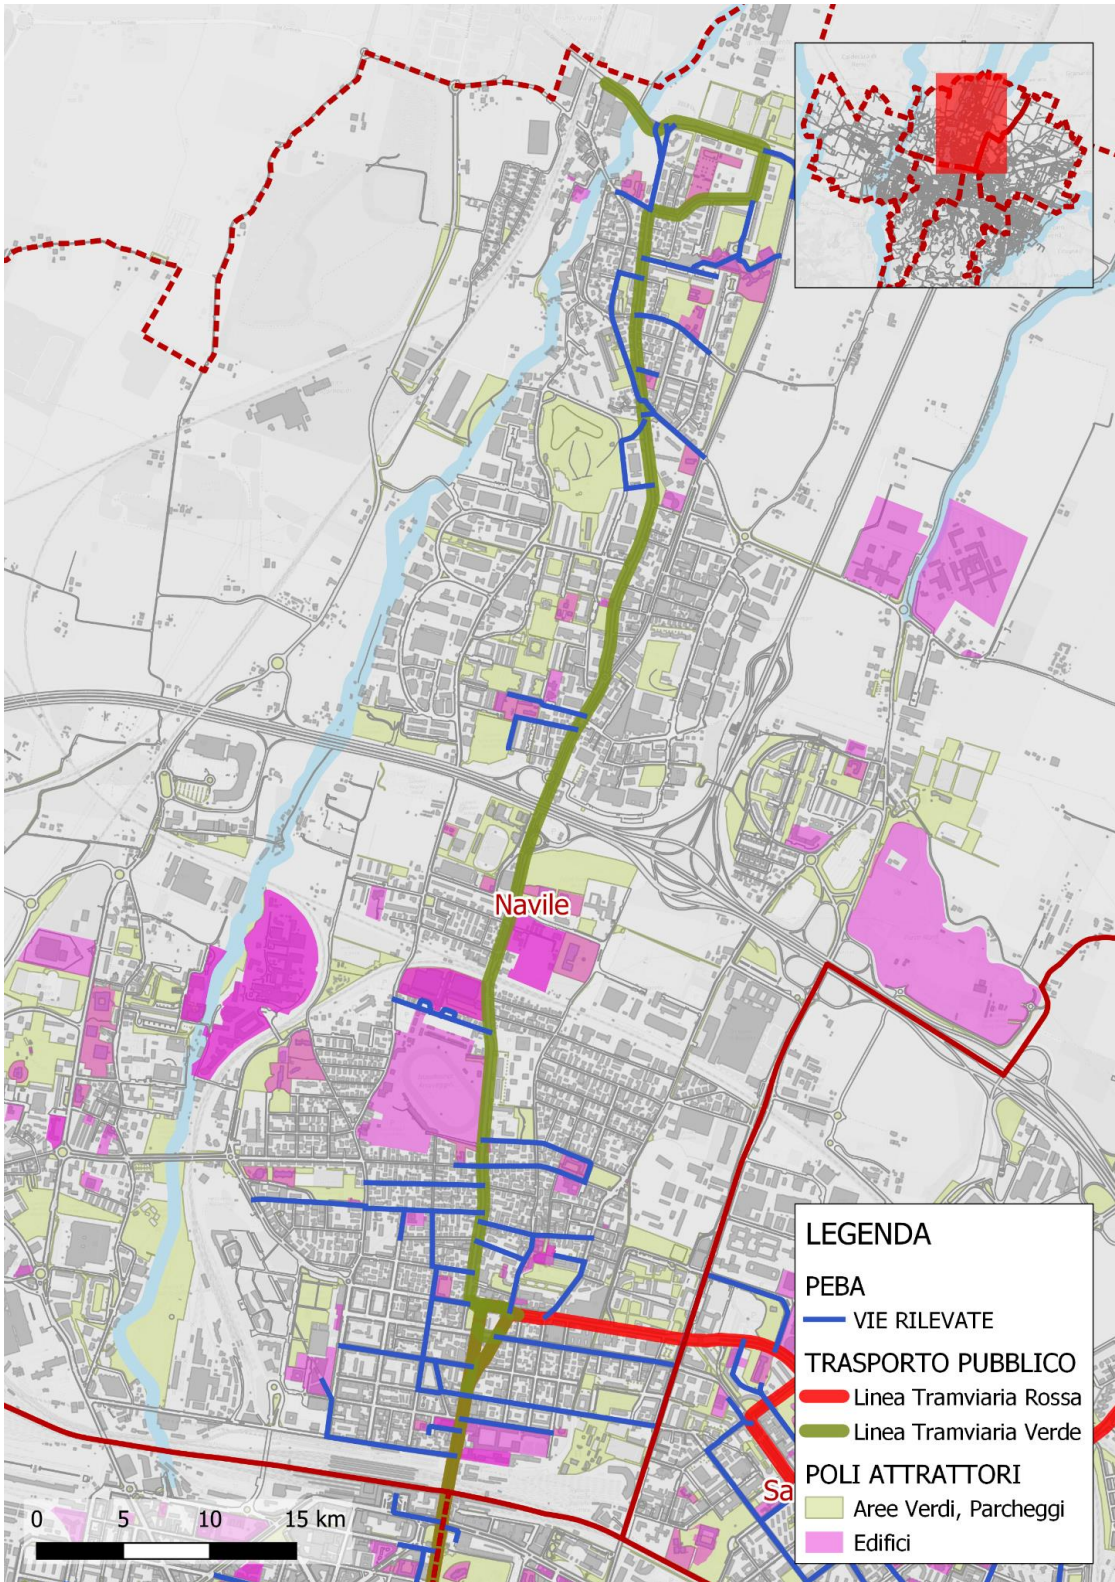 Navile
LEGENDA
PEBA
VIE RILEVATE
TRASPORTO PUBBLICO
Linea Tramviaria Rossa
Linea Tramviaria Verde
POLI ATTRATTORI
Aree Verdi, Parcheggi
Edifici
Sa
0 5 10 15 km